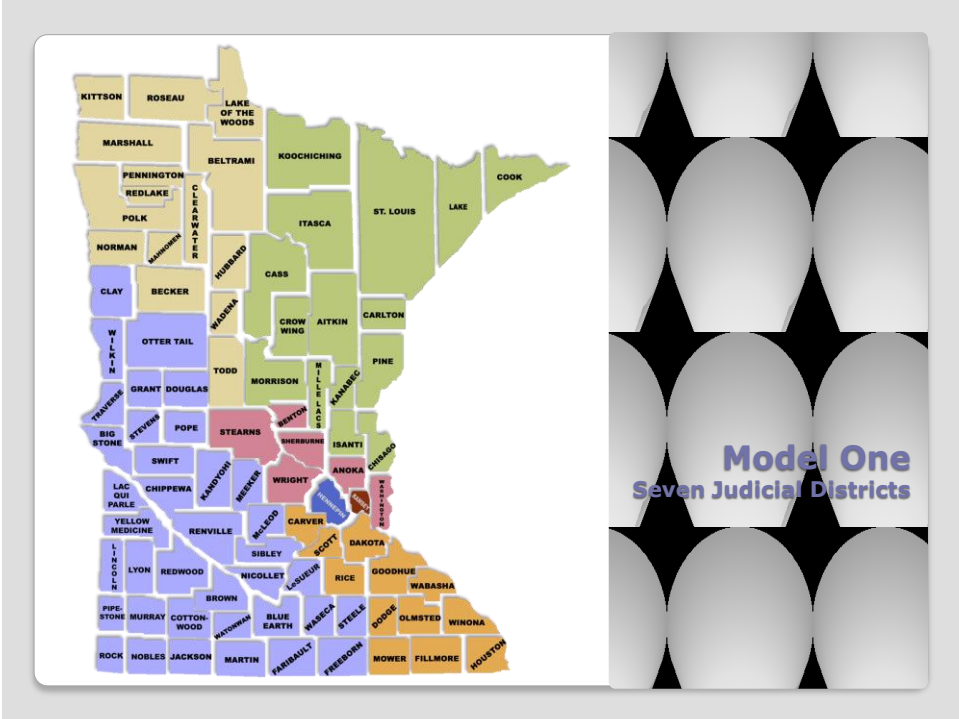 KITTSON
ROSEAU
LAKE
OF THE
WOODS
MARSHALL
BELTRAMI
KOOCHICHING
COOK
PENNINGTON
REDLAKE
CLEARWATER
POLK
ST. LOUIS
LAKE
ITASCA
NORMAN
MAHNOMEN
HUBBARD
CASS
CLAY
BECKER
WADENA
CROW
WING
AITKIN
CARLTON
WILKIN
OTTER TAIL
PINE
TODD
MORRISON
MILLE LACS
KANABEC
GRANT
DOUGLAS
TRAVERSE
STEVENS
POPE
STEARNS
BENTON
BIG
STONE
SHERBURNE
ISANTI
CHISAGO
SWIFT
KANDYOHI
MEEKER
WRIGHT
ANOKA
LAC
QUI
PARLE
CHIPPEWA
HENNEPIN
RAMSEY
WASHINGTON
YELLOW
MEDICINE
RENVILLE
McLEOD
CARVER
SCOTT
DAKOTA
LINCOLN
LYON
REDWOOD
SIBLEY
NICOLLET
LeSUEUR
RICE
GOODHUE
WABASHA
BROWN
PIPE-
STONE
MURRAY
COTTON-
WOOD
WATONWAN
BLUE
EARTH
WASECA
STEELE
DODGE
OLMSTED
WINONA
ROCK
NOBLES
JACKSON
MARTIN
FARIBAULT
FREEBORN
MOWER
FILLMORE
HOUSTON
Model One
Seven Judicial Districts